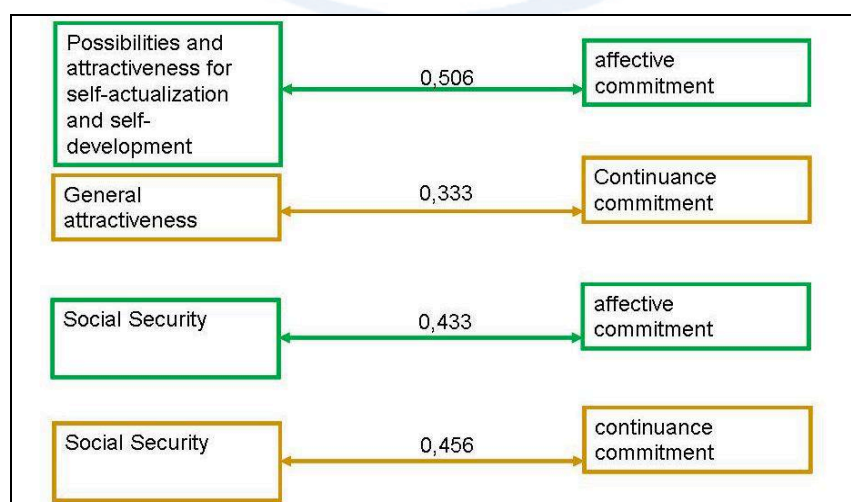 Possibilities and
attractiveness for
self-actualization
and self-
development
0,506
affective
commitment
General
attractiveness
0,333
Continuance
commitment
Social Security
0,433
affective
commitment
Social Security
0,456
continuance
commitment